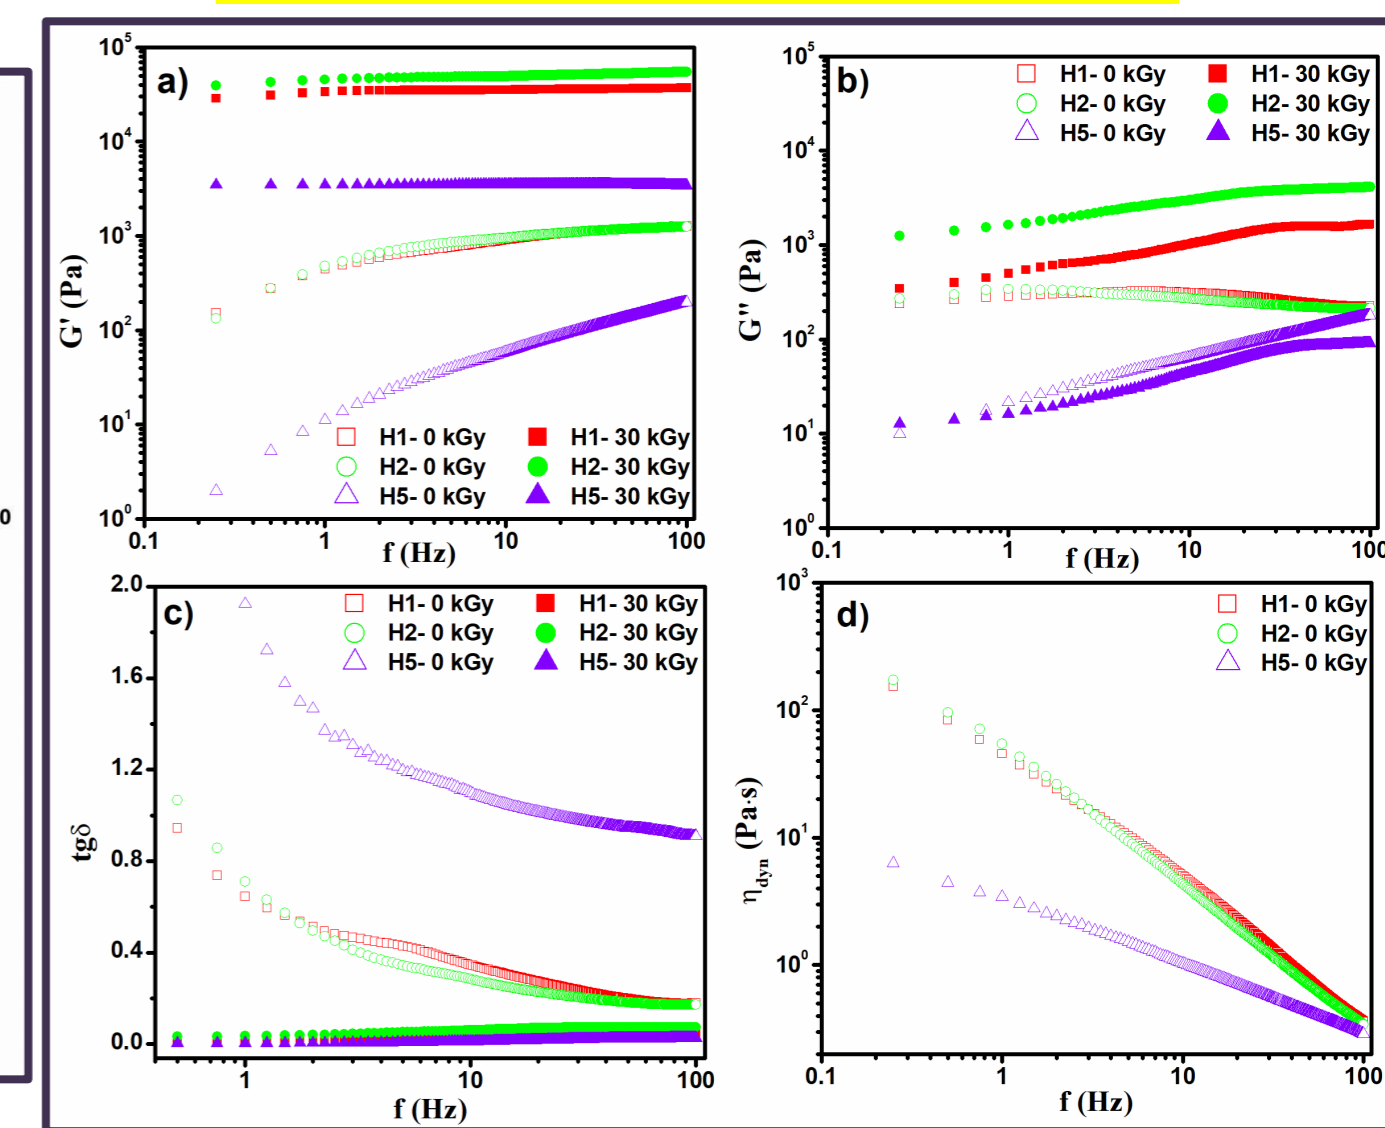 0
a)
10⁵
10⁴
10³
10²
10¹
10⁰
G' (Pa)
H1- 0 kGy H1- 30 kGy
H2- 0 kGy H2- 30 kGy
H5- 0 kGy H5- 30 kGy
0.1 1 10 100
f (Hz)
b)
H1- 0 kGy H1- 30 kGy
H2- 0 kGy H2- 30 kGy
H5- 0 kGy H5- 30 kGy
10⁵
10⁴
10³
10²
10¹
10⁰
G'' (Pa)
0.1 1 10 100
f (Hz)
c)
H1- 0 kGy H1- 30 kGy
H2- 0 kGy H2- 30 kGy
H5- 0 kGy H5- 30 kGy
2.0
1.6
1.2
0.8
0.4
0.0
tgδ
1 10 100
f (Hz)
d)
H1- 0 kGy
H2- 0 kGy
H5- 0 kGy
10³
10²
10¹
10⁰
ηdyn (Pa·s)
0.1 1 10 100
f (Hz)